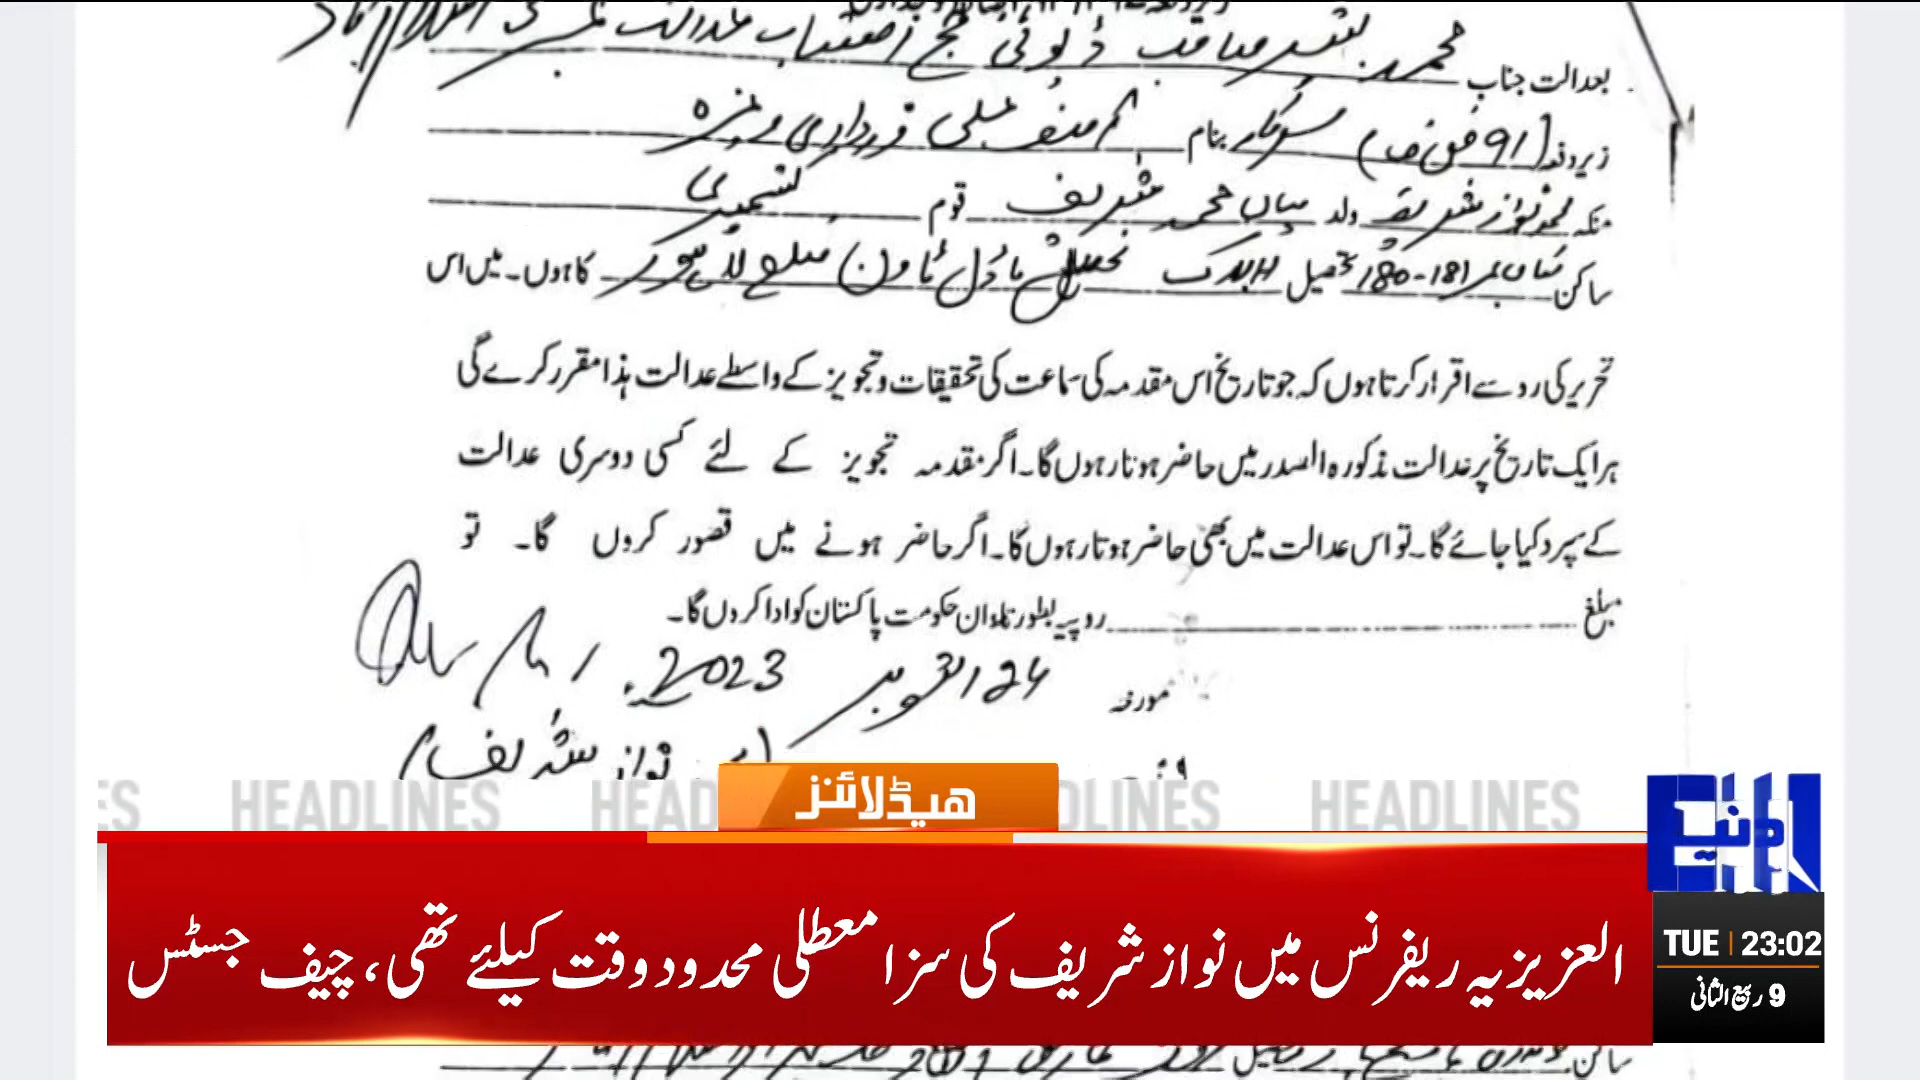 بعدالت جناب محمد بشیر صاحب ڈیوٹی جج احتساب عدالت
زیر دفعہ (91 ض ف) سرکار بنام آصف علی زرداری وغیرہ
منکہ محمد نواز شریف ولد میاں محمد شریف قوم کشمیری
ساکن مکان نمبر 181-180 تحصیل H بلاک ماڈل ٹاون ضلع لاہور کا ہوں۔ میں اس
تحریر کی رو سے اقرار کرتا ہوں کہ جو تاریخ اس مقدمہ کی سماعت کی تحقیقات و تجویز کے واسطے عدالت ہذا مقرر کرے گی
ہر ایک تاریخ پر عدالت مذکورہ الصدر میں حاضر ہوتا رہوں گا۔ اگر مقدمہ تجویز کے لئے کسی دوسری عدالت
کے سپرد کیا جائے گا۔ تو اس عدالت میں بھی حاضر ہوتا رہوں گا۔ اگر حاضر ہونے میں قصور کروں گا۔ تو
مبلغ روپیہ بطور تاوان حکومت پاکستان کو ادا کروں گا۔
مورخہ 24 اکتوبر 2023
نواز شریف
HEADLINES HEADLINES HEADLINES
ھیڈلائنز
دنیا
العزیزیہ ریفرنس میں نواز شریف کی سزا معطلی محدود وقت کیلئے تھی، چیف جسٹس
TUE 23:02
9 ربیع الثانی